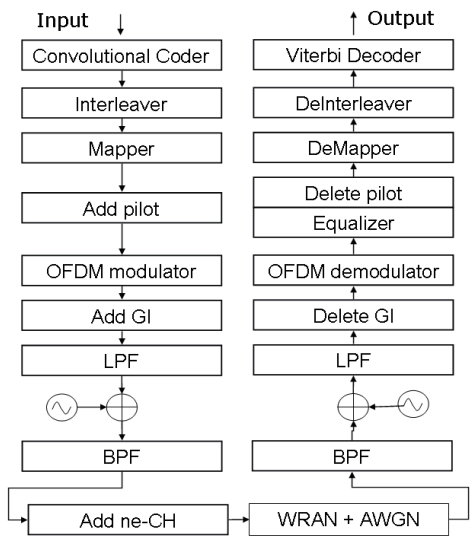 Input
Convolutional Coder
Interleaver
Mapper
Add pilot
OFDM modulator
Add GI
LPF
BPF
Add ne-CH
WRAN + AWGN
BPF
LPF
Delete GI
OFDM demodulator
Equalizer
Delete pilot
DeMapper
DeInterleaver
Viterbi Decoder
Output